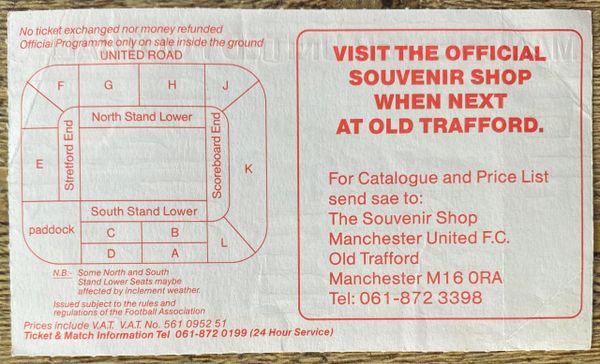 No ticket exchanged nor money refunded
Official Programme only on sale inside the ground
UNITED ROAD
F
G
H
J
North Stand Lower
Stretford End
Scoreboard End
E
K
South Stand Lower
paddock
C
B
D
A
L
N.B:- Some North and South
Stand Lower Seats maybe
affected by inclement weather.
Issued subject to the rules and
regulations of the Football Association
Prices include V.A.T. V.A.T. No. 561 0952 51
Ticket & Match Information Tel 061-872 0199 (24 Hour Service)
VISIT THE OFFICIAL
SOUVENIR SHOP
WHEN NEXT
AT OLD TRAFFORD.
For Catalogue and Price List
send sae to:
The Souvenir Shop
Manchester United F.C.
Old Trafford
Manchester M16 0RA
Tel: 061-872 3398